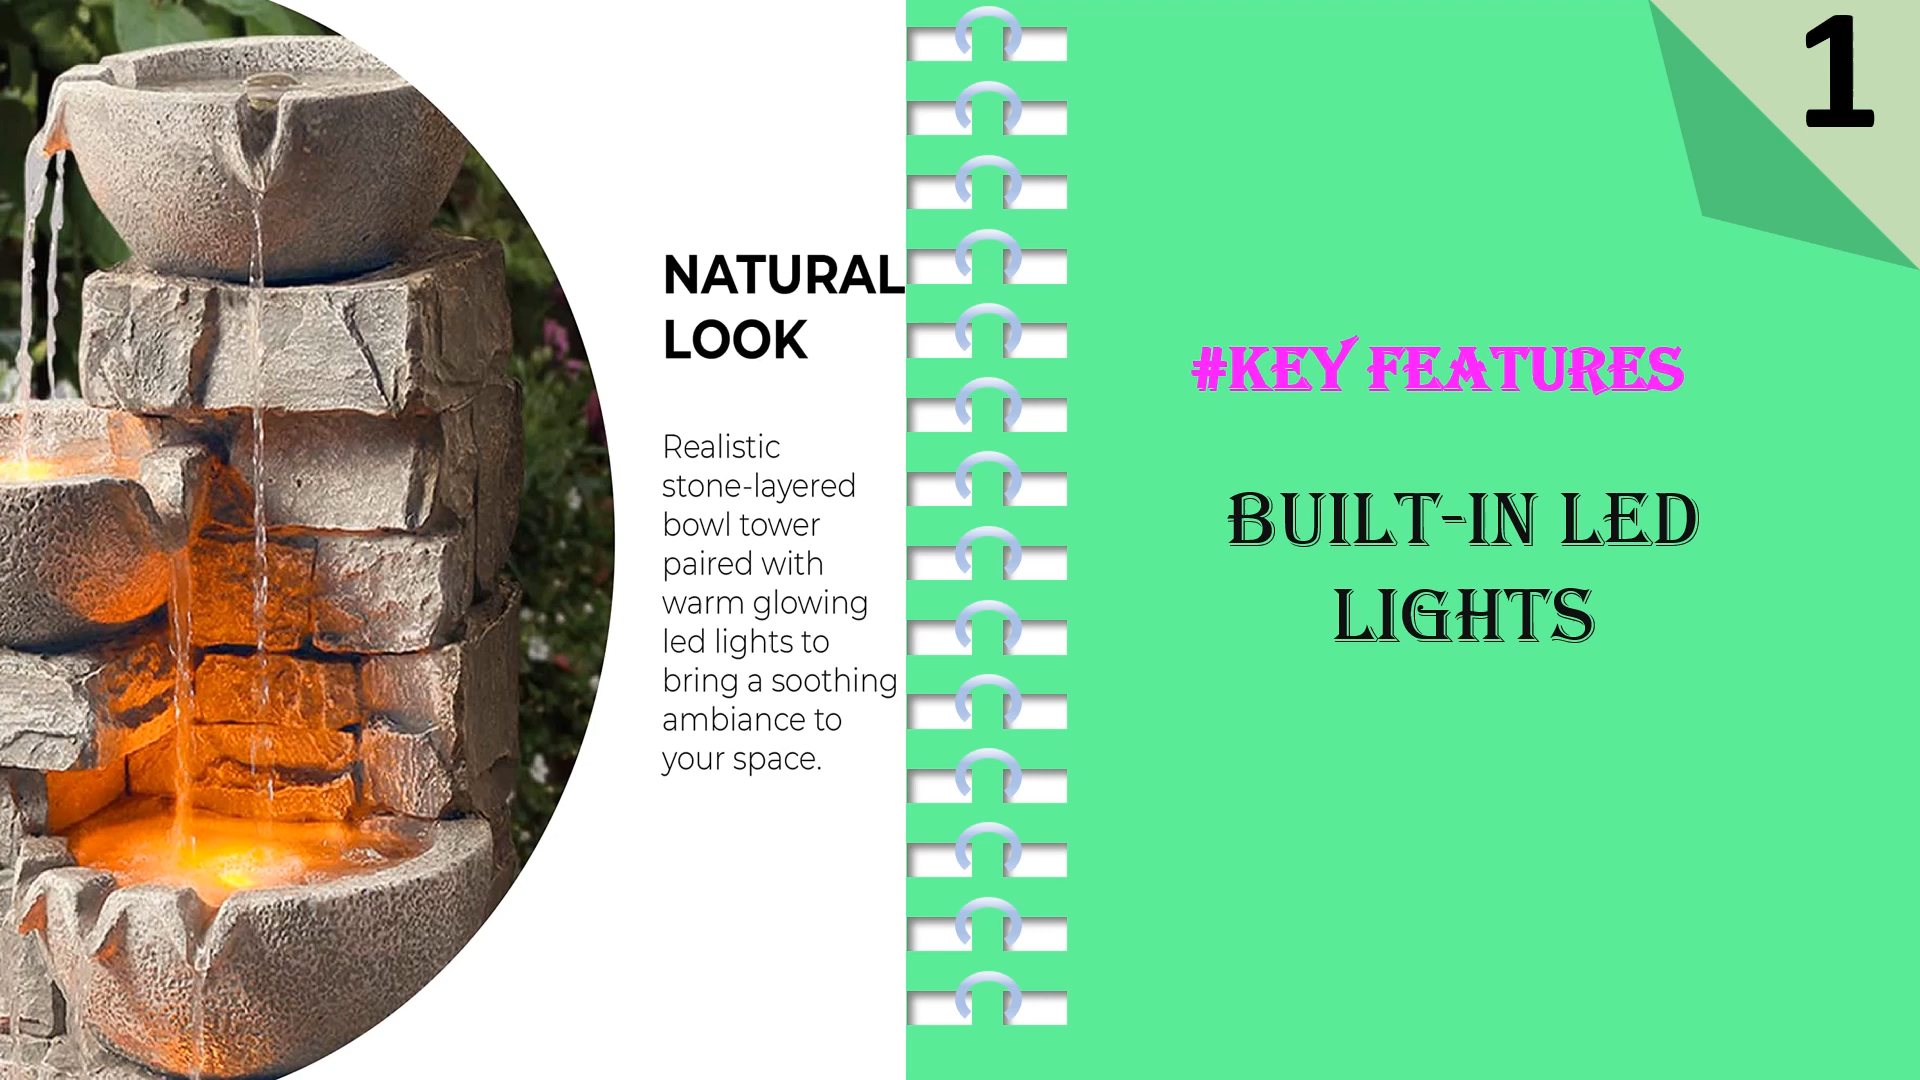 NATURAL
LOOK
Realistic
stone-layered
bowl tower
paired with
warm glowing
led lights to
bring a soothing
ambiance to
your space.
1
#KEY FEATURES
BUILT-IN LED
LIGHTS